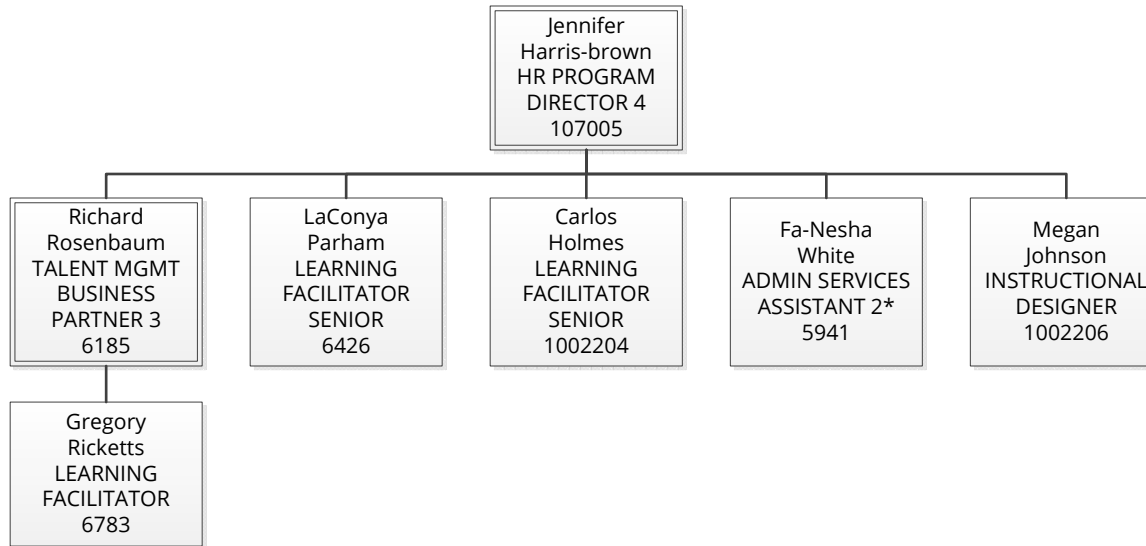 Jennifer
Harris-brown
HR PROGRAM
DIRECTOR 4
107005
Richard
Rosenbaum
TALENT MGMT
BUSINESS
PARTNER 3
6185
LaConya
Parham
LEARNING
FACILITATOR
SENIOR
6426
Carlos
Holmes
LEARNING
FACILITATOR
SENIOR
1002204
Fa-Nesha
White
ADMIN SERVICES
ASSISTANT 2*
5941
Megan
Johnson
INSTRUCTIONAL
DESIGNER
1002206
Gregory
Ricketts
LEARNING
FACILITATOR
6783